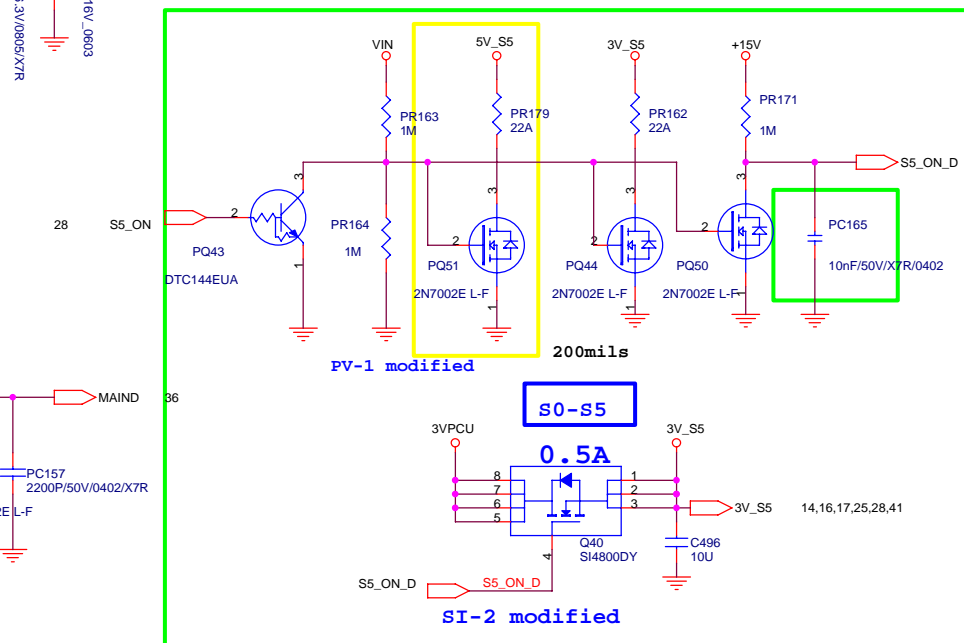 6.3V/0805/X7R
16V_0603
VIN
5V_S5
3V_S5
+15V
PR163
1M
PR179
22A
PR162
22A
PR171
1M
3
3
3
3
S5_ON_D
28
S5_ON
2
PR164
1M
2
2
2
PC165
10nF/50V/X7R/0402
PQ43
DTC144EUA
1
PQ51
2N7002E L-F
1
PQ44
2N7002E L-F
1
PQ50
2N7002E L-F
1
200mils
PV-1 modified
MAIND
36
S0-S5
3VPCU
3V_S5
0.5A
PC157
2200P/50V/0402/X7R
2E L-F
8
7
6
5
1
2
3
4
3V_S5
14,16,17,25,28,41
Q40
SI4800DY
C496
10U
S5_ON_D
S5_ON_D
SI-2 modified